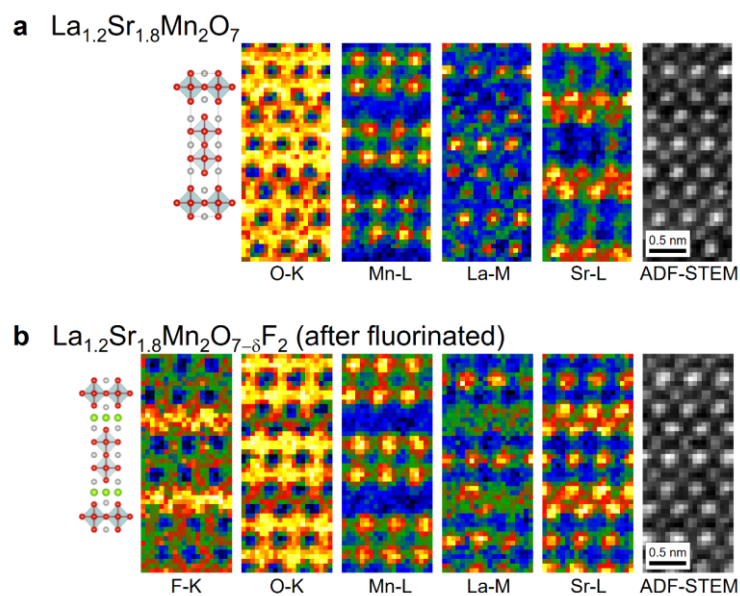 a La₁.₂Sr₁.₈Mn₂O₇
0.5 nm
O-K Mn-L La-M Sr-L ADF-STEM
b La₁.₂Sr₁.₈Mn₂O₇₋δF₂ (after fluorinated)
0.5 nm
F-K O-K Mn-L La-M Sr-L ADF-STEM